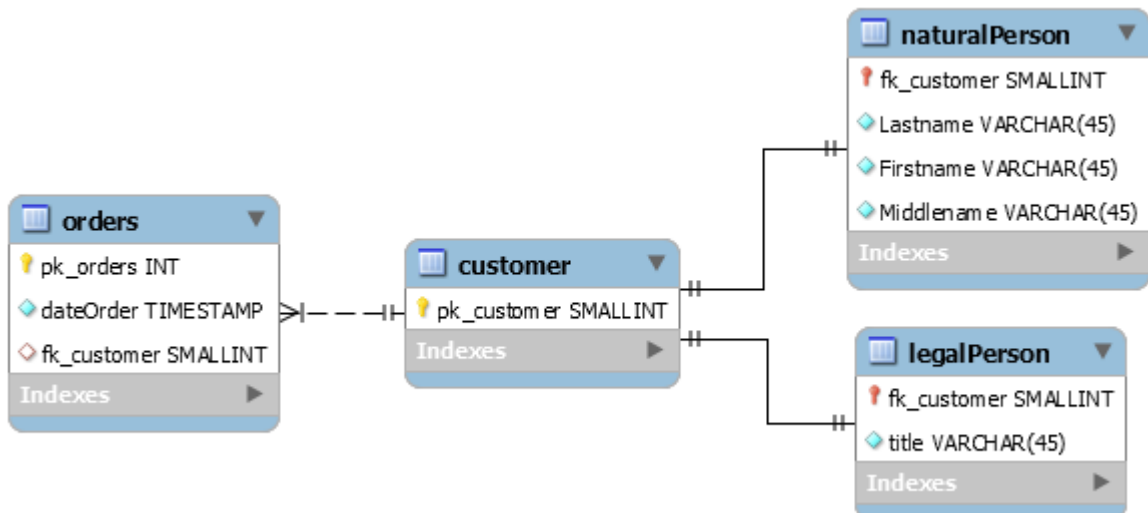 orders
pk_orders INT
dateOrder TIMESTAMP
fk_customer SMALLINT
Indexes
customer
pk_customer SMALLINT
Indexes
naturalPerson
fk_customer SMALLINT
Lastname VARCHAR(45)
Firstname VARCHAR(45)
Middlename VARCHAR(45)
Indexes
legalPerson
fk_customer SMALLINT
title VARCHAR(45)
Indexes